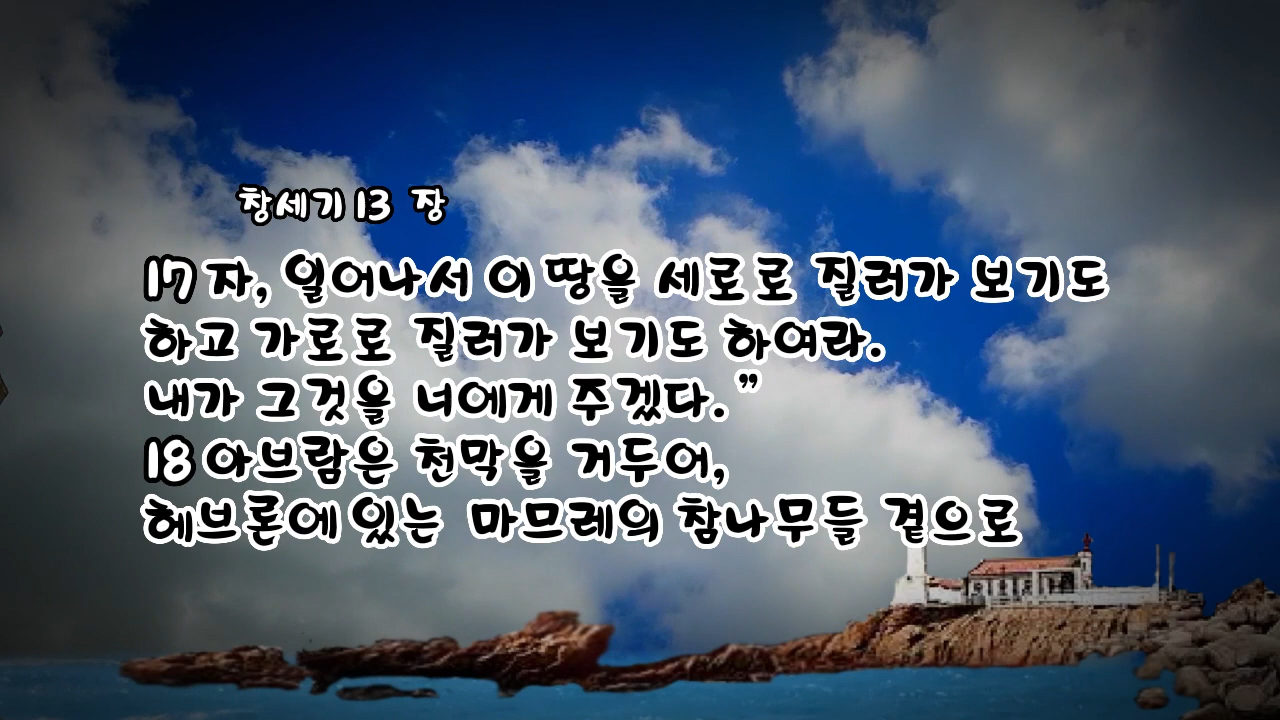 창세기 13 장
17 자, 일어나서 이 땅을 세로로 질러가 보기도
하고 가로로 질러가 보기도 하여라.
내가 그것을 너에게 주겠다.”
18 아브람은 천막을 거두어,
헤브론에 있는 마므레의 참나무들 곁으로